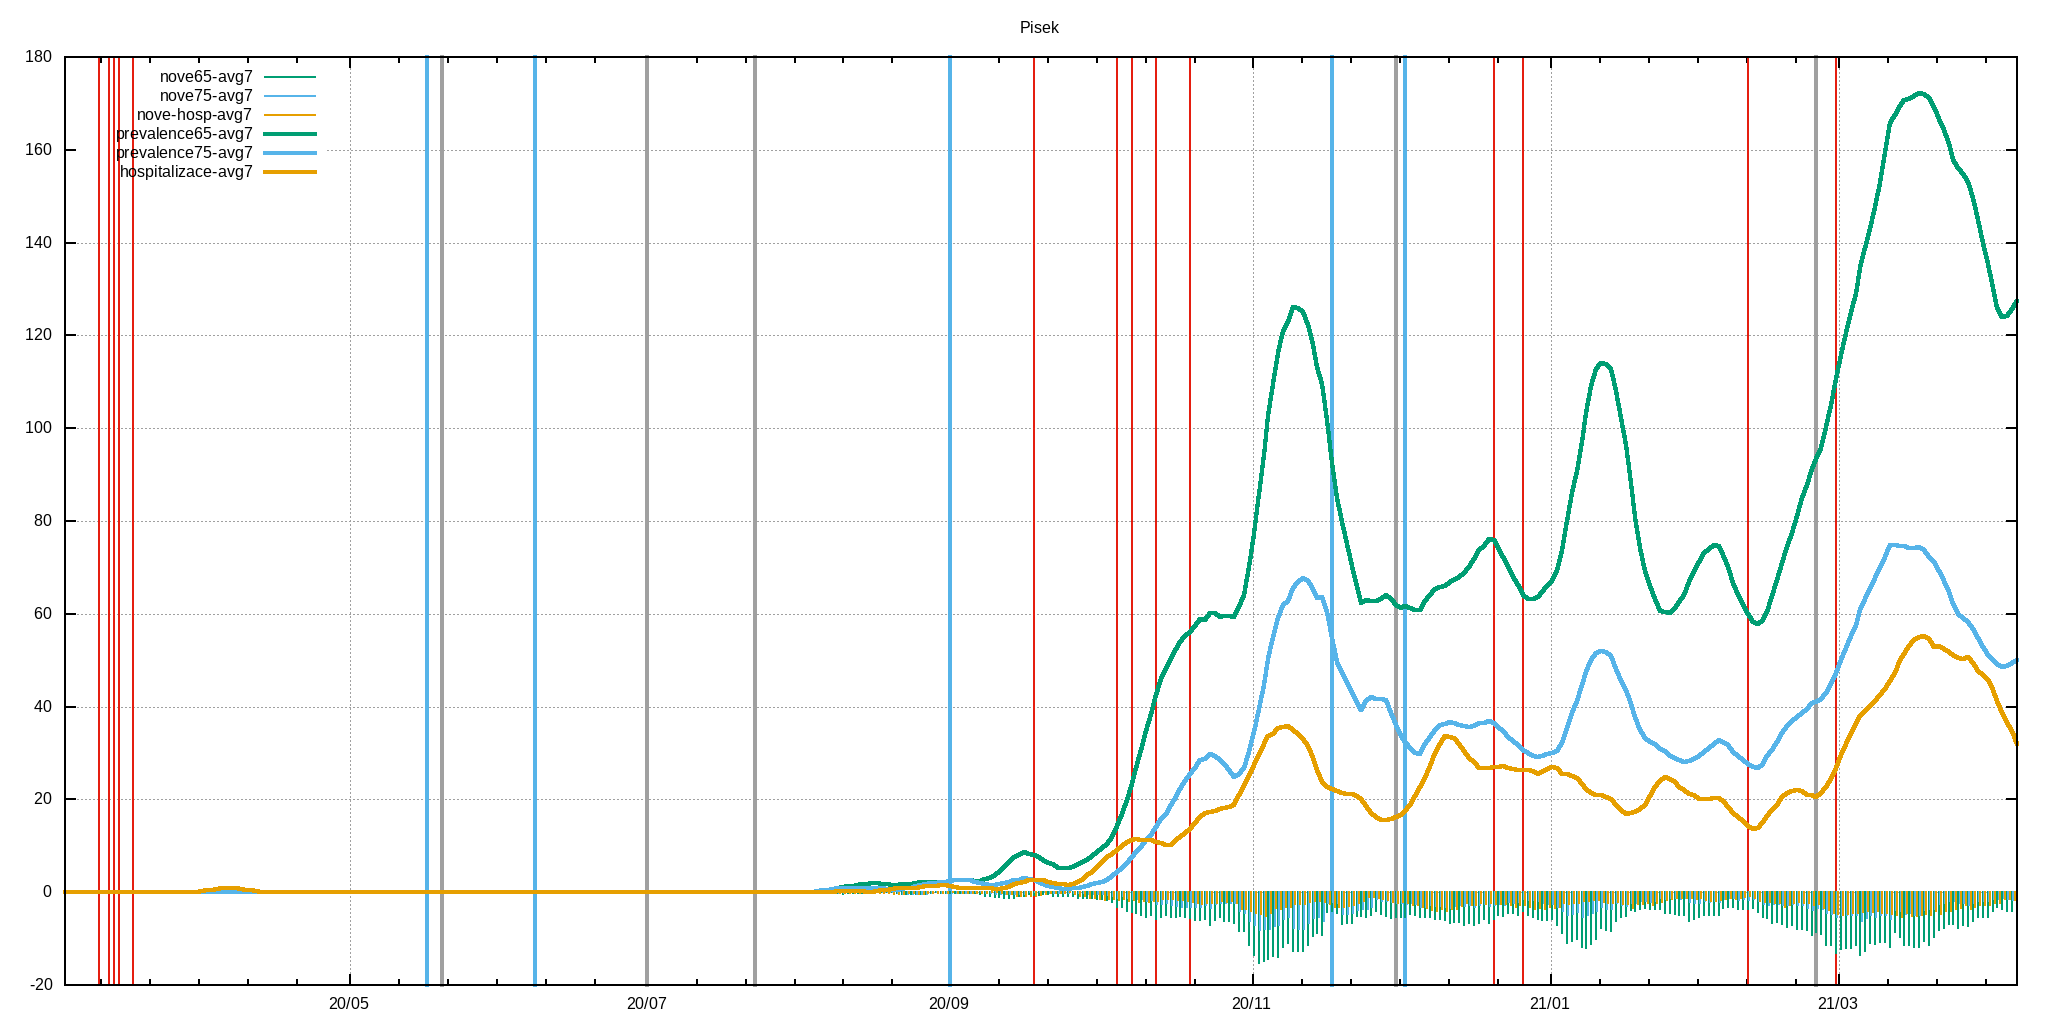 Pisek
180
160
140
120
100
80
60
40
20
0
-20
nove65-avg7
nove75-avg7
nove-hosp-avg7
prevalence65-avg7
prevalence75-avg7
hospitalizace-avg7
20/05 20/07 20/09 20/11 21/01 21/03